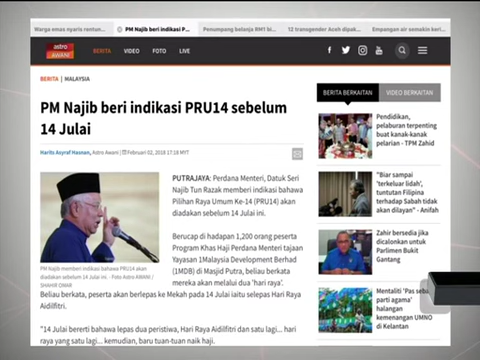 Warga emas nyaris rentun...
PM Najib beri indikasi P...
Penumpang belanja RM1 bi...
12 transgender Aceh dipuk...
Empangan air semakin keri...
astro
AWANI
BERITA
VIDEO
FOTO
LIVE
BERITA | MALAYSIA
PM Najib beri indikasi PRU14 sebelum
14 Julai
Harits Asyraf Hasnan, Astro Awani | Februari 02, 2018 17:18 MYT
PM Najib memberi indikasi bahawa PRU14 akan
diadakan sebelum 14 Julai ini. - Foto Astro AWANI /
SHAHIR OMAR
PUTRAJAYA: Perdana Menteri, Datuk Seri
Najib Tun Razak memberi indikasi bahawa
Pilihan Raya Umum Ke-14 (PRU14) akan
diadakan sebelum 14 Julai ini.
Berucap di hadapan 1,200 orang peserta
Program Khas Haji Perdana Menteri tajaan
Yayasan 1Malaysia Development Berhad
(1MDB) di Masjid Putra, beliau berkata
mereka akan melalui dua 'hari raya'.
Beliau berkata, peserta akan berlepas ke Mekah pada 14 Julai iaitu selepas Hari Raya
Aidilfitri.
"14 Julai bererti bahawa lepas dua peristiwa, Hari Raya Aidilfitri dan satu lagi... hari
raya yang satu lagi... kemudian, baru tuan-tuan naik haji.
BERITA BERKAITAN
VIDEO BERKAITAN
Pendidikan,
pelaburan terpenting
buat kanak-kanak
pelarian - TPM Zahid
"Biar sampai
'terkeluar lidah',
tuntutan Filipina
terhadap Sabah tidak
akan dilayan" - Anifah
Zahir bersedia jika
dicalonkan untuk
Parlimen Bukit
Gantang
Mentaliti 'Pas sebagai
parti agama'
halangan
kemenangan UMNO
di Kelantan